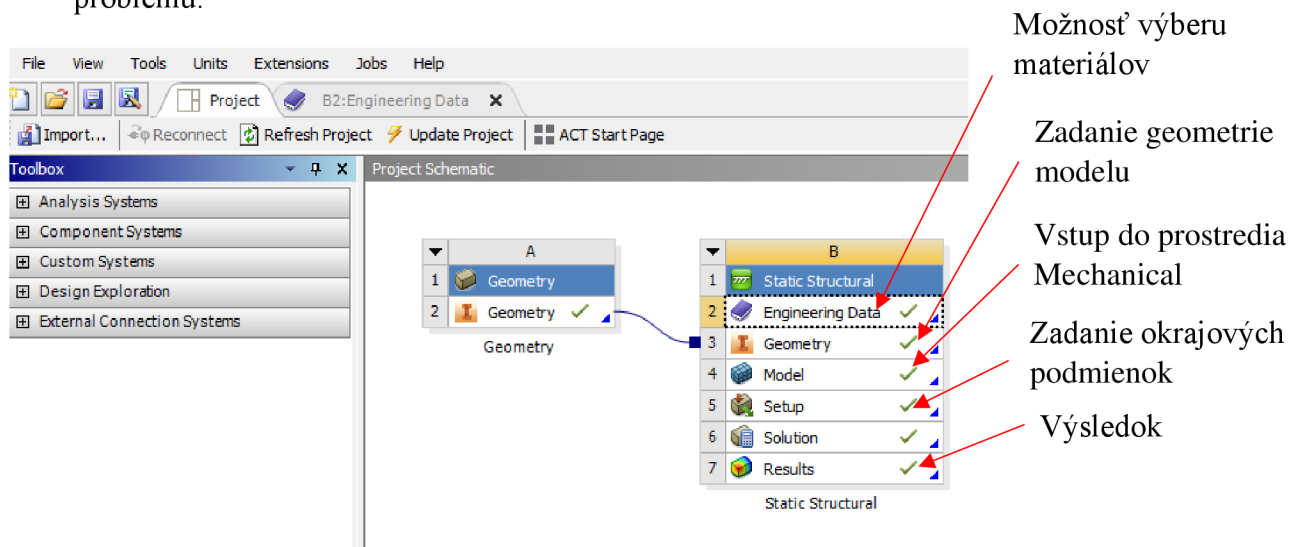 problému.
Možnosť výberu
materiálov
File View Tools Units Extensions Jobs Help
Project B2:Engineering Data
Import... Reconnect Refresh Project Update Project ACT Start Page
Toolbox
Project Schematic
Analysis Systems
Component Systems
Custom Systems
Design Exploration
External Connection Systems
A
1 Geometry
2 Geometry
Geometry
B
1 Static Structural
2 Engineering Data
3 Geometry
4 Model
5 Setup
6 Solution
7 Results
Static Structural
Zadanie geometrie
modelu
Vstup do prostredia
Mechanical
Zadanie okrajových
podmienok
Výsledok